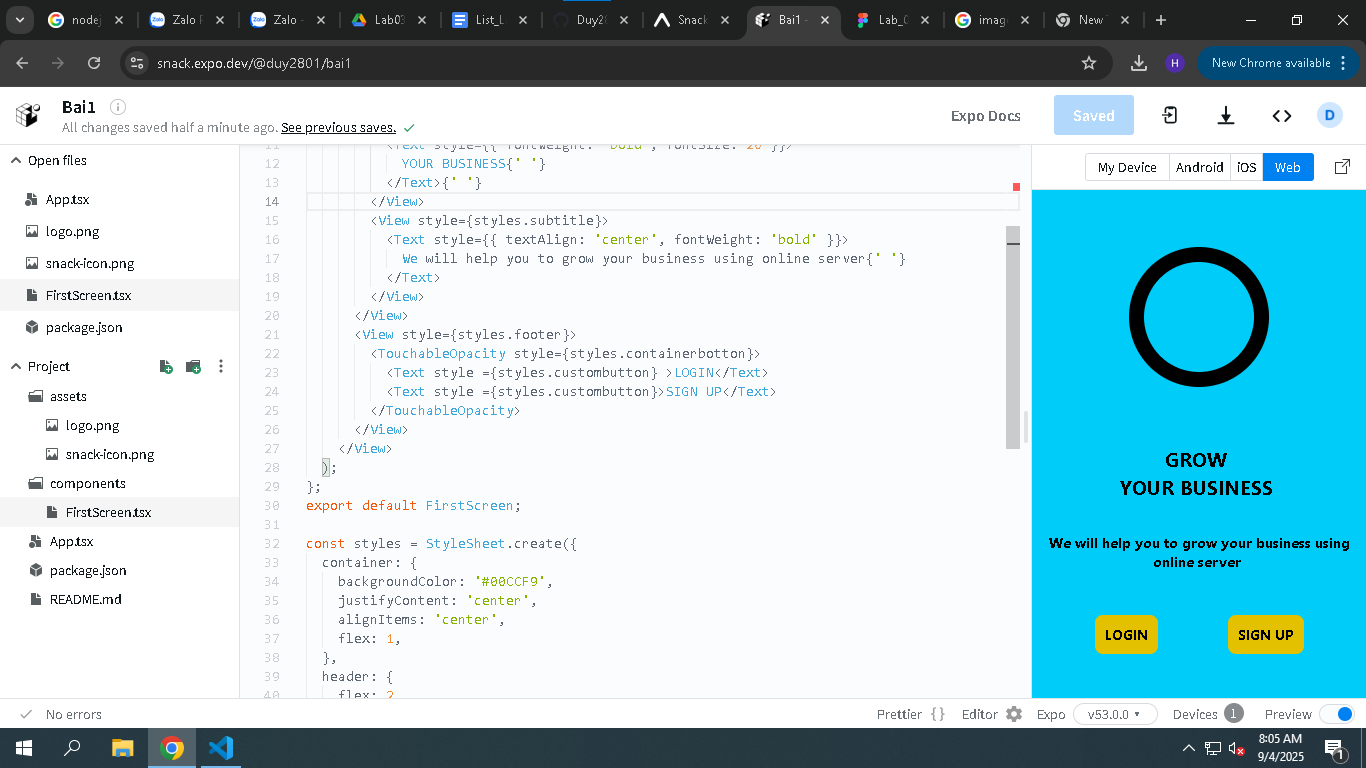 nodej
Zalo F
Zalo -
Lab03
List_L
Duy2
Snack
Bai1 -
Lab_0
imag
New
New Chrome available
snack.expo.dev/@duy2801/bai1
H
Bai1
All changes saved half a minute ago. See previous saves.
Expo Docs
Saved
D
Open files
App.tsx
logo.png
snack-icon.png
FirstScreen.tsx
package.json
Project
assets
logo.png
snack-icon.png
components
FirstScreen.tsx
App.tsx
package.json
README.md
11 <Text style={{ fontWeight: 'bold', fontSize: 20 }}>
12 YOUR BUSINESS{' '}
13 </Text>{' '}
14 </View>
15 <View style={styles.subtitle}>
16 <Text style={{ textAlign: 'center', fontWeight: 'bold' }}>
17 We will help you to grow your business using online server{' '}
18 </Text>
19 </View>
20 </View>
21 <View style={styles.footer}>
22 <TouchableOpacity style={styles.containerbotton}>
23 <Text style ={styles.custombutton} >LOGIN</Text>
24 <Text style ={styles.custombutton}>SIGN UP</Text>
25 </TouchableOpacity>
26 </View>
27 </View>
28 );
29 };
30 export default FirstScreen;
31
32 const styles = StyleSheet.create({
33 container: {
34 backgroundColor: '#00CCF9',
35 justifyContent: 'center',
36 alignItems: 'center',
37 flex: 1,
38 },
39 header: {
40 flex: 2,
My Device
Android
iOS
Web
GROW
YOUR BUSINESS
We will help you to grow your business using
online server
LOGIN
SIGN UP
No errors
Prettier {}
Editor
Expo
v53.0.0
Devices 1
Preview
8:05 AM
9/4/2025
1